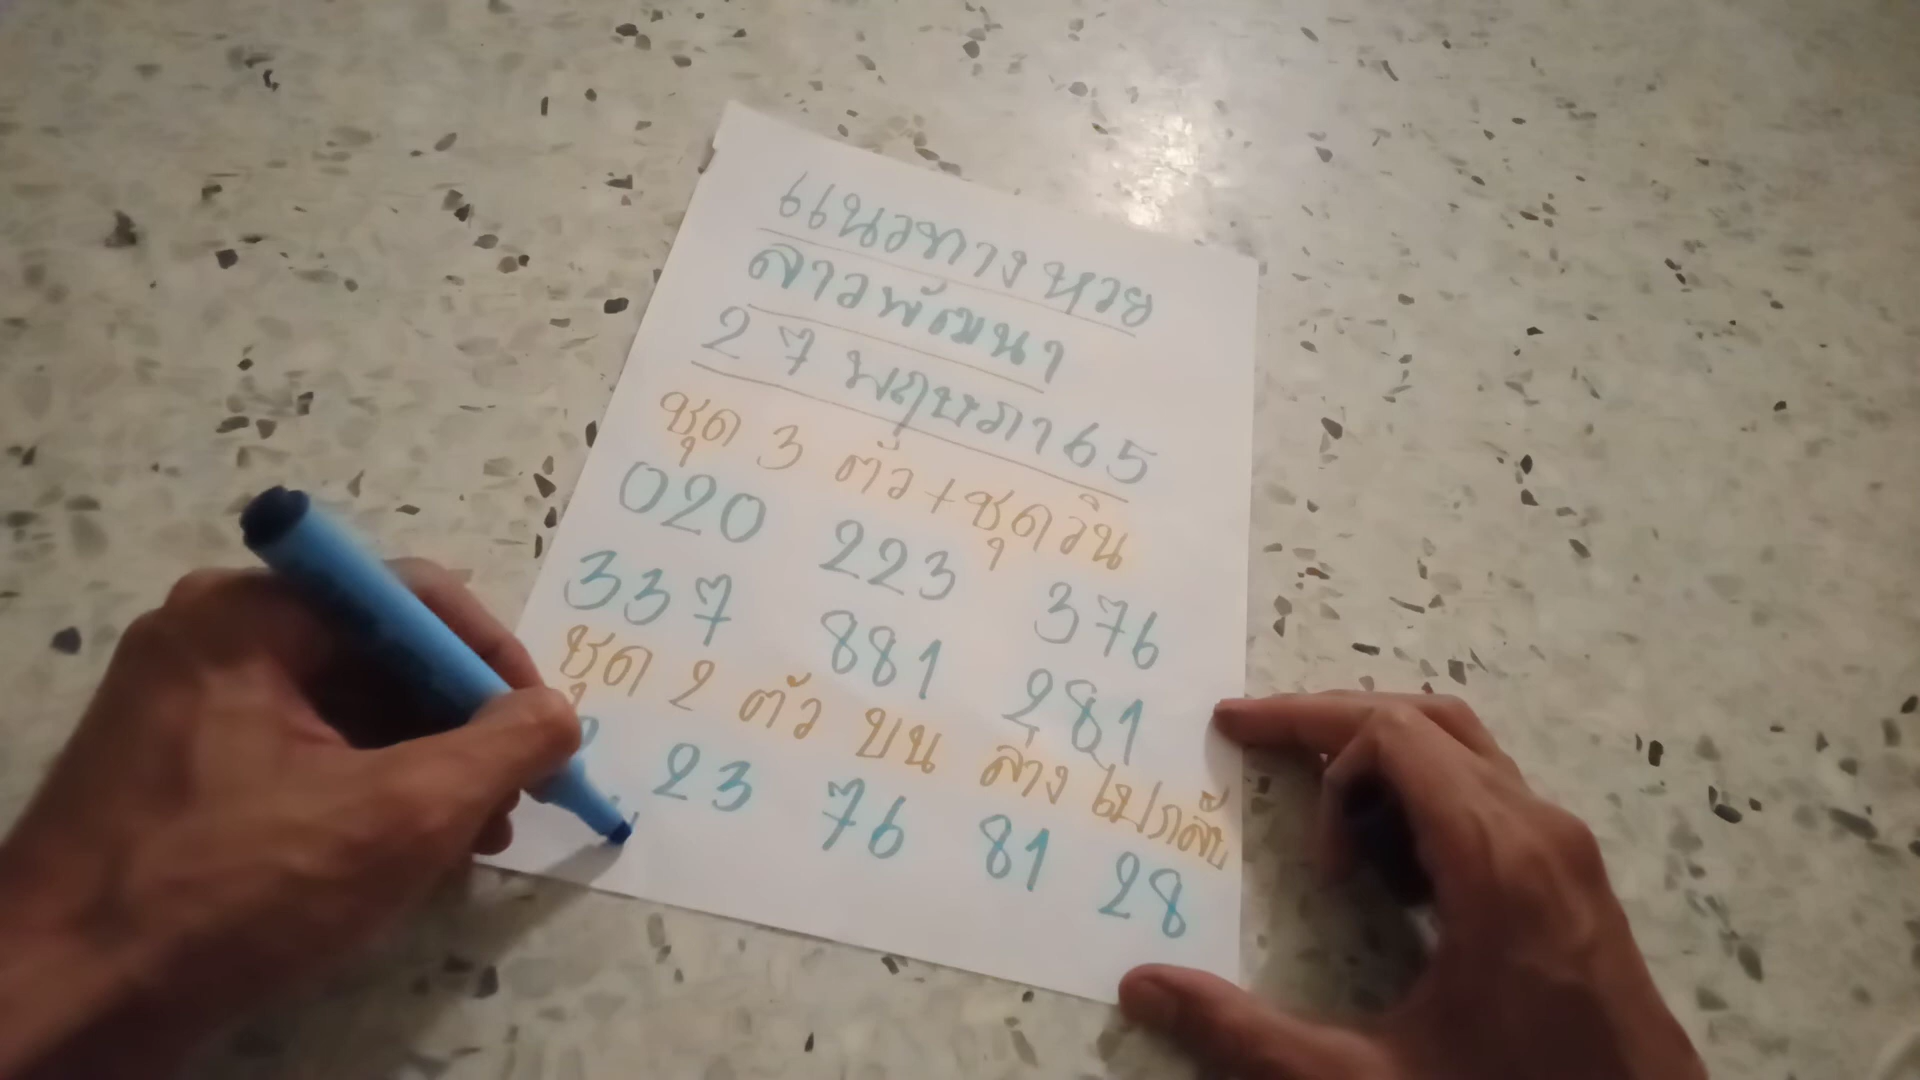 แนวทางหวย
ลาวพัฒนา
27 พฤษภา 65
ชุด 3 ตัว + ชุดวิน
020 223 376
337 881 281
ชุด 2 ตัว บน ล่าง ไปกลับ
23 76 81 28